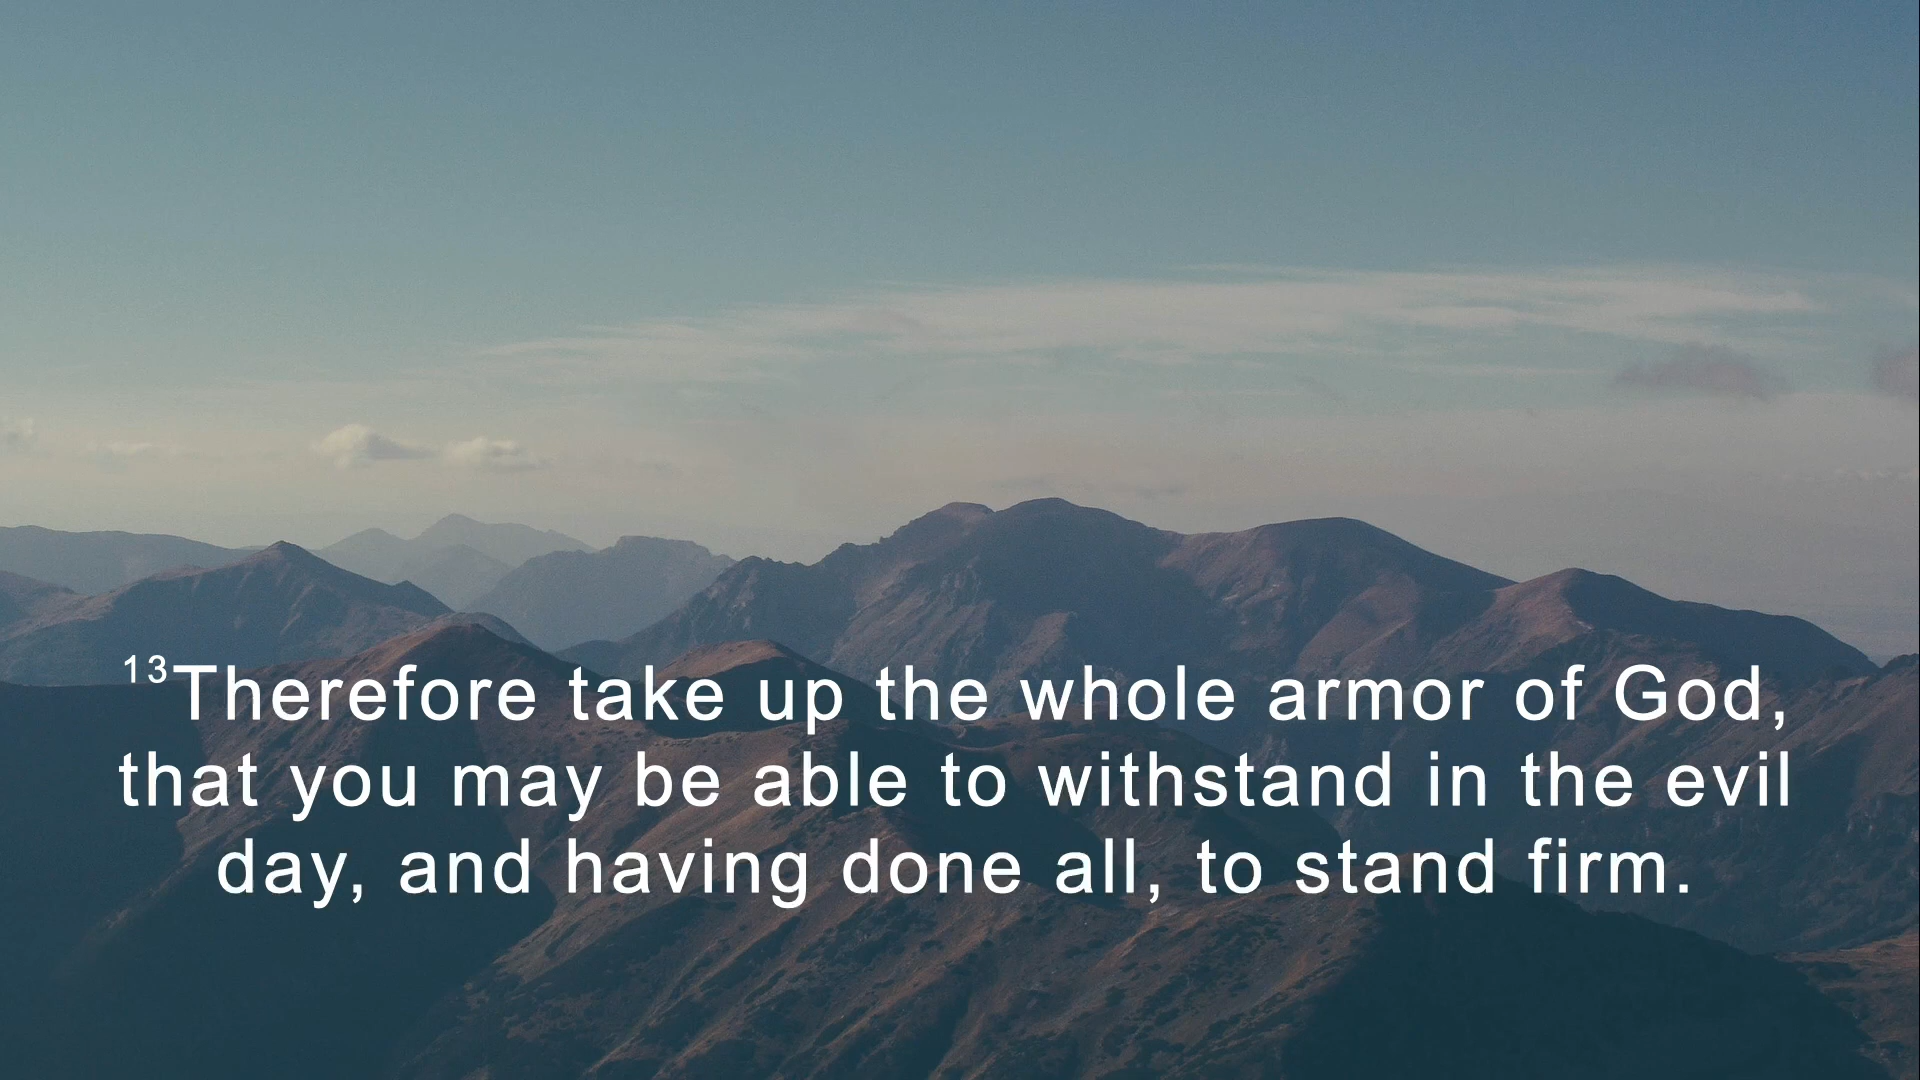 13Therefore take up the whole armor of God,
that you may be able to withstand in the evil
day, and having done all, to stand firm.